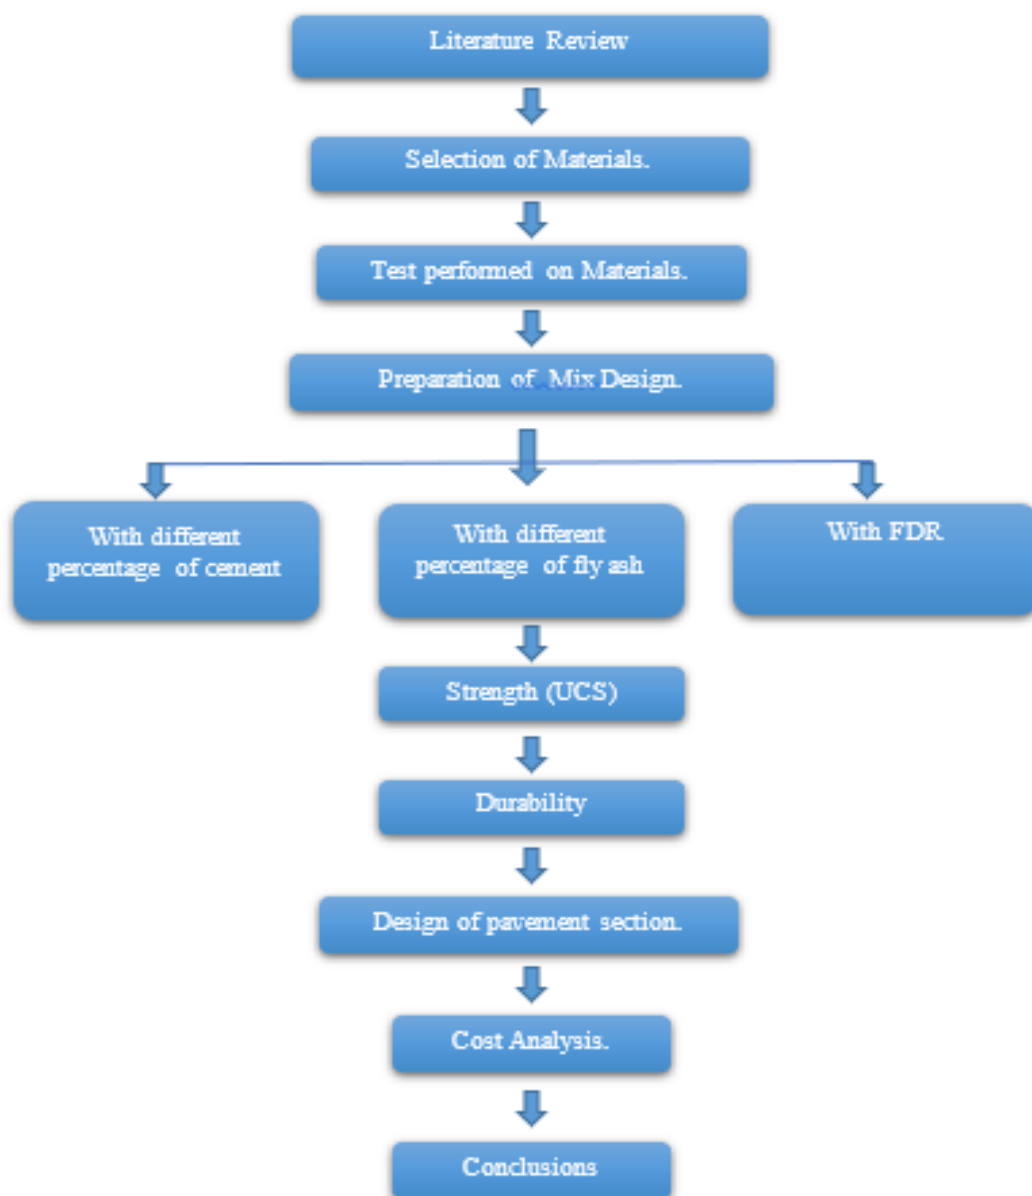 Literature Review
Selection of Materials.
Test performed on Materials.
Preparation of Mix Design.
With different
percentage of cement
With different
percentage of fly ash
With FDR
Strength (UCS)
Durability
Design of pavement section.
Cost Analysis.
Conclusions